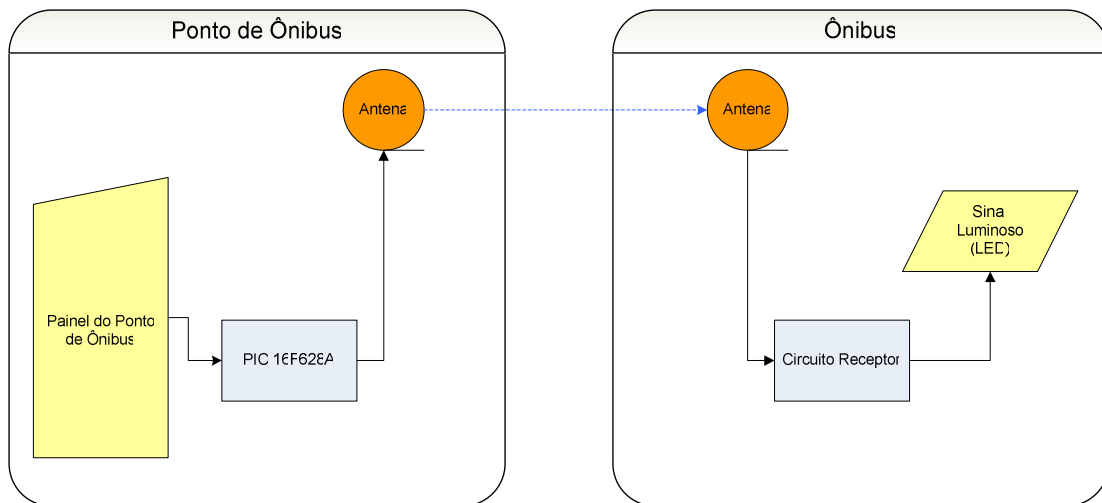 Ponto de Ônibus
Ônibus
Antena
Antena
Sina
Luminoso
(LED)
Painel do Ponto
de Ônibus
PIC 16F628A
Circuito Receptor